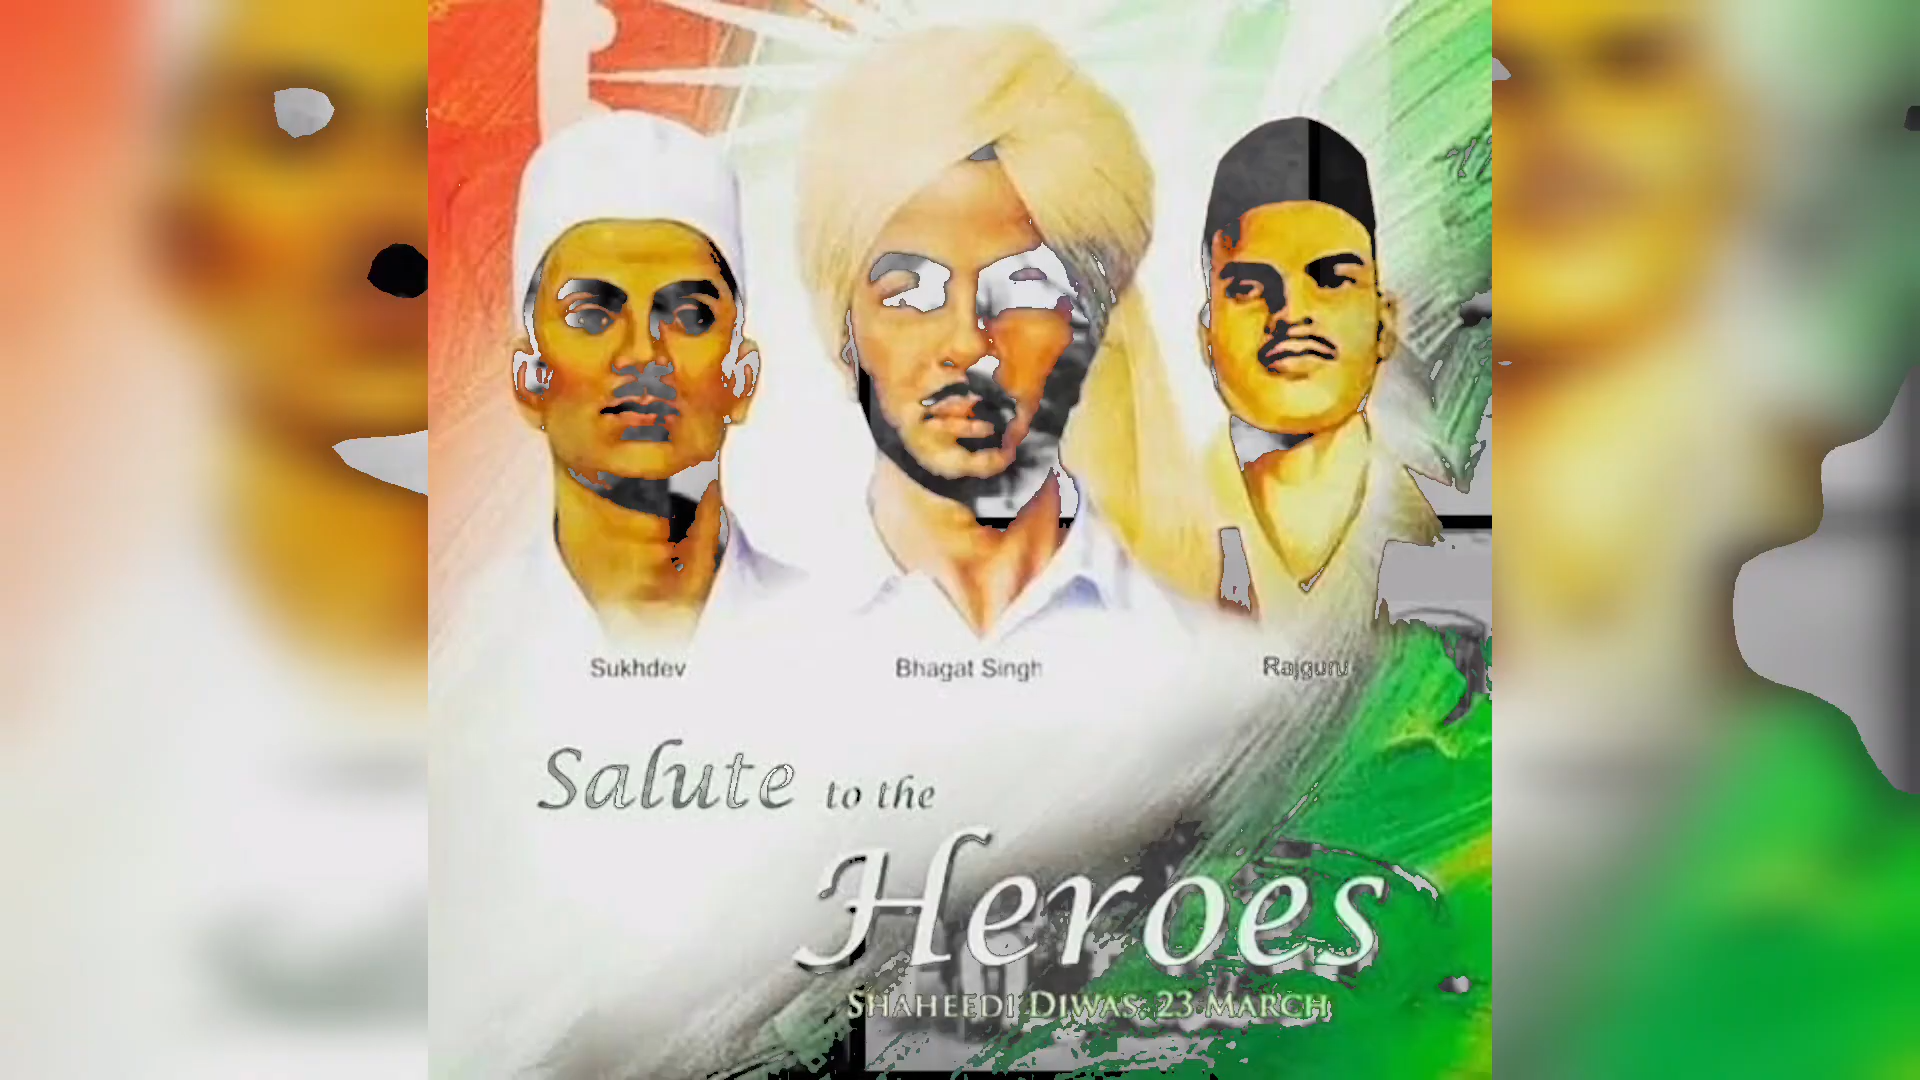 Sukhdev Bhagat Singh Rajguru
Salute to the
Heroes
SHAHEEDI DIWAS, 23 MARCH